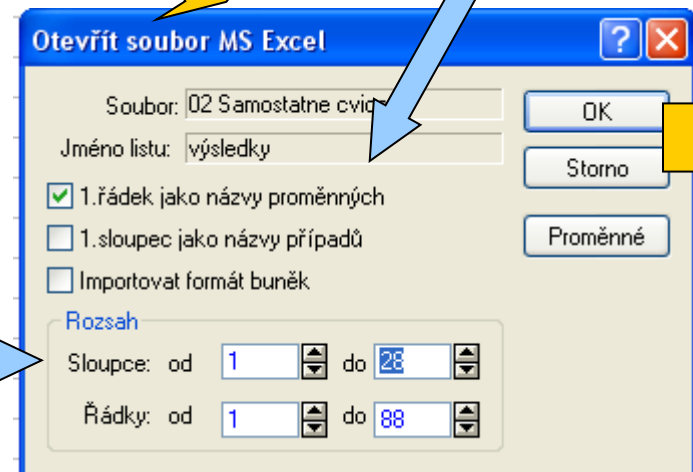 Otevřít soubor MS Excel
Soubor: 02 Samostatne cvic
OK
Jméno listu: výsledky
Storno
1.řádek jako názvy proměnných
1.sloupec jako názvy případů
Proměnné
Importovat formát buněk
Rozsah
Sloupce: od 1 do 28
Řádky: od 1 do 88